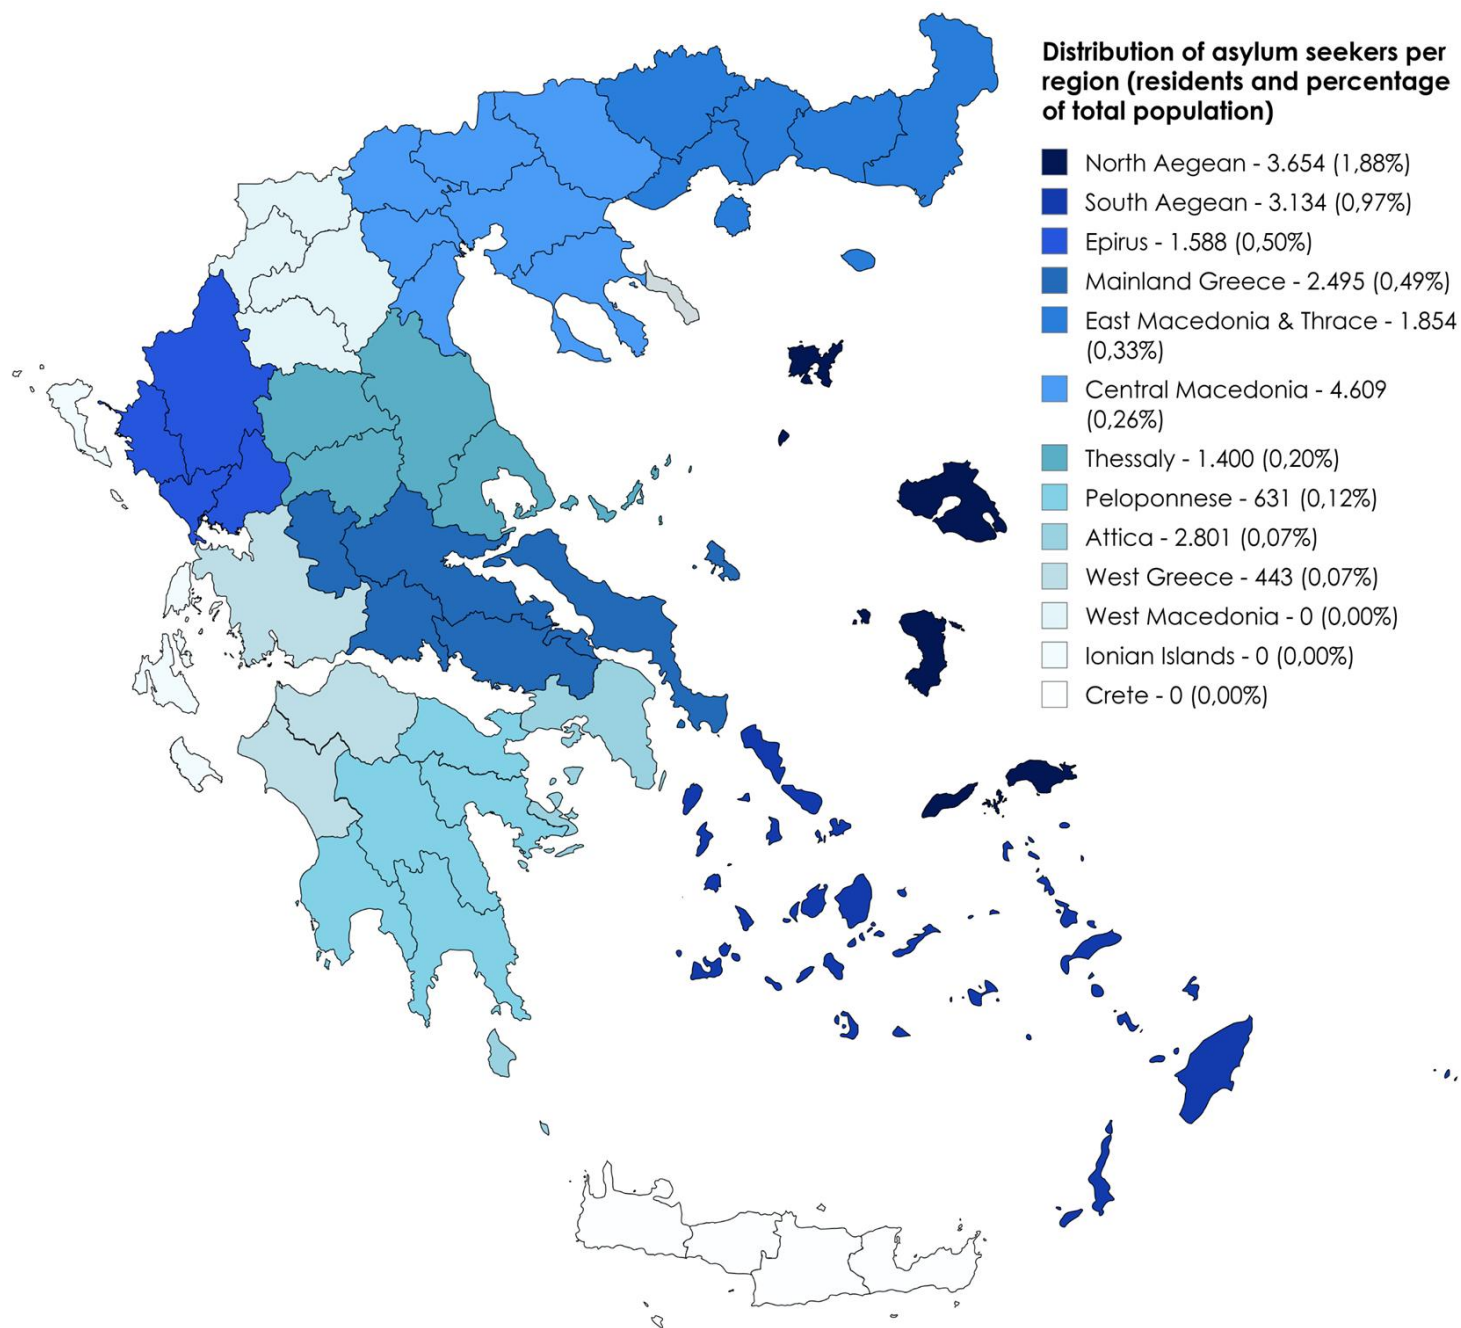 Distribution of asylum seekers per
region (residents and percentage
of total population)
North Aegean - 3.654 (1,88%)
South Aegean - 3.134 (0,97%)
Epirus - 1.588 (0,50%)
Mainland Greece - 2.495 (0,49%)
East Macedonia & Thrace - 1.854
(0,33%)
Central Macedonia - 4.609
(0,26%)
Thessaly - 1.400 (0,20%)
Peloponnese - 631 (0,12%)
Attica - 2.801 (0,07%)
West Greece - 443 (0,07%)
West Macedonia - 0 (0,00%)
Ionian Islands - 0 (0,00%)
Crete - 0 (0,00%)